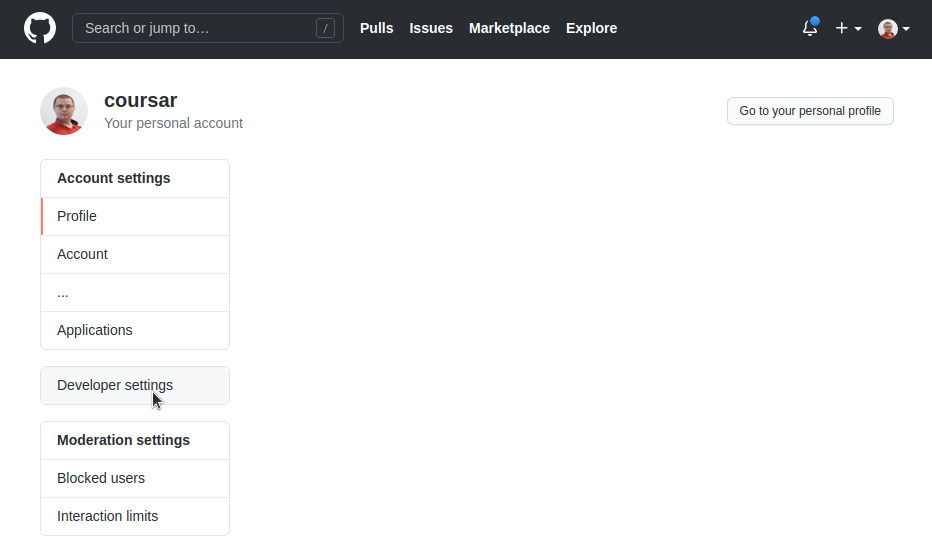 Search or jump to…
/
Pulls
Issues
Marketplace
Explore
coursar
Your personal account
Go to your personal profile
Account settings
Profile
Account
...
Applications
Developer settings
Moderation settings
Blocked users
Interaction limits